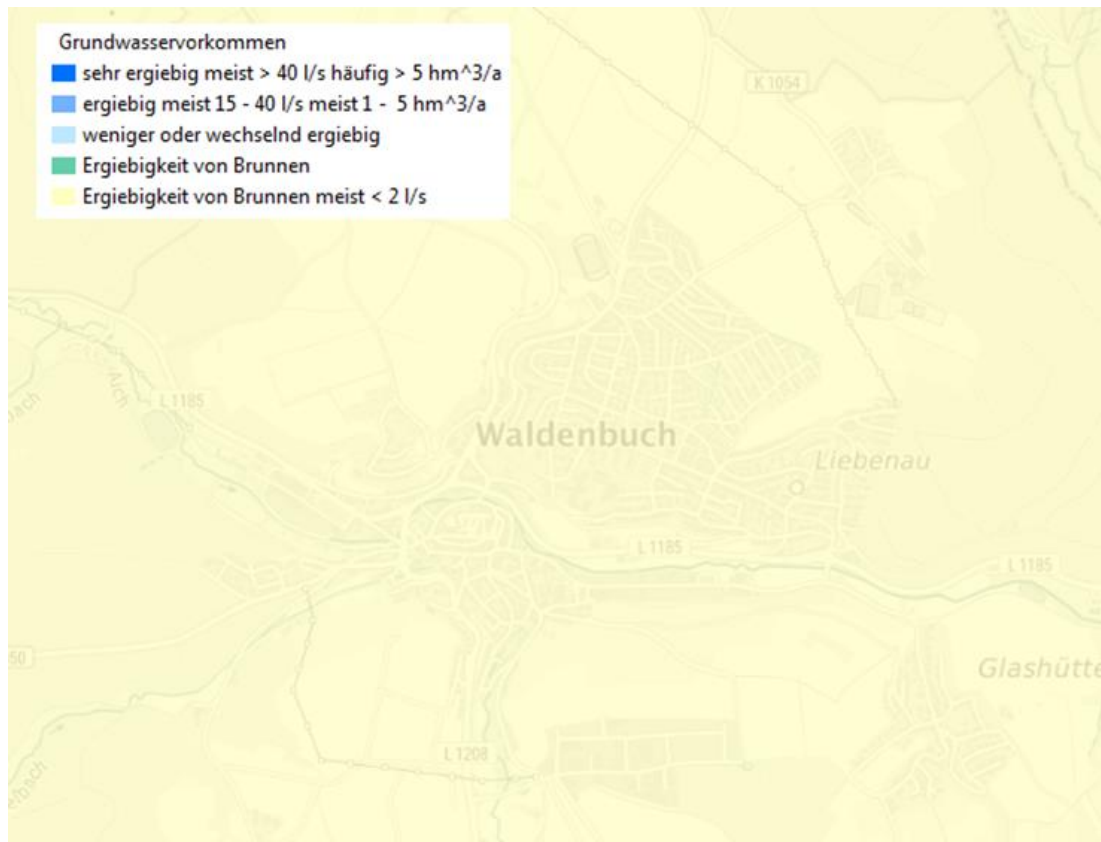 Grundwasservorkommen
sehr ergiebig meist > 40 l/s häufig > 5 hm^3/a
ergiebig meist 15 - 40 l/s meist 1 - 5 hm^3/a
weniger oder wechselnd ergiebig
Ergiebigkeit von Brunnen
Ergiebigkeit von Brunnen meist < 2 l/s
K 1054
Aich
L 1185
Waldenbuch
Liebenau
L 1185
L 1185
Glashütte
L 1208